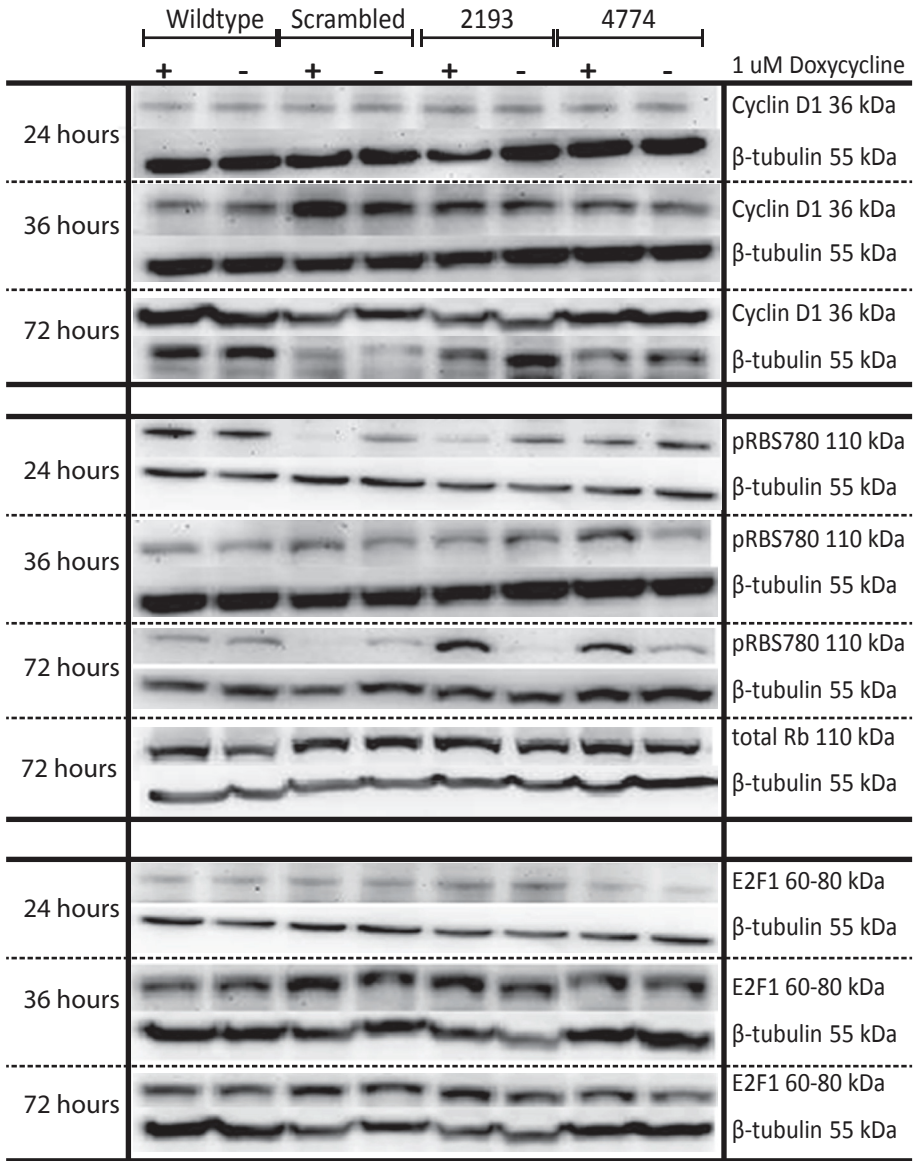 Wildtype Scrambled 2193 4774
+ - + - + - + - 1 uM Doxycycline
24 hours
Cyclin D1 36 kDa
β-tubulin 55 kDa
36 hours
Cyclin D1 36 kDa
β-tubulin 55 kDa
72 hours
Cyclin D1 36 kDa
β-tubulin 55 kDa
24 hours
pRBS780 110 kDa
β-tubulin 55 kDa
36 hours
pRBS780 110 kDa
β-tubulin 55 kDa
72 hours
pRBS780 110 kDa
β-tubulin 55 kDa
72 hours
total Rb 110 kDa
β-tubulin 55 kDa
24 hours
E2F1 60-80 kDa
β-tubulin 55 kDa
36 hours
E2F1 60-80 kDa
β-tubulin 55 kDa
72 hours
E2F1 60-80 kDa
β-tubulin 55 kDa